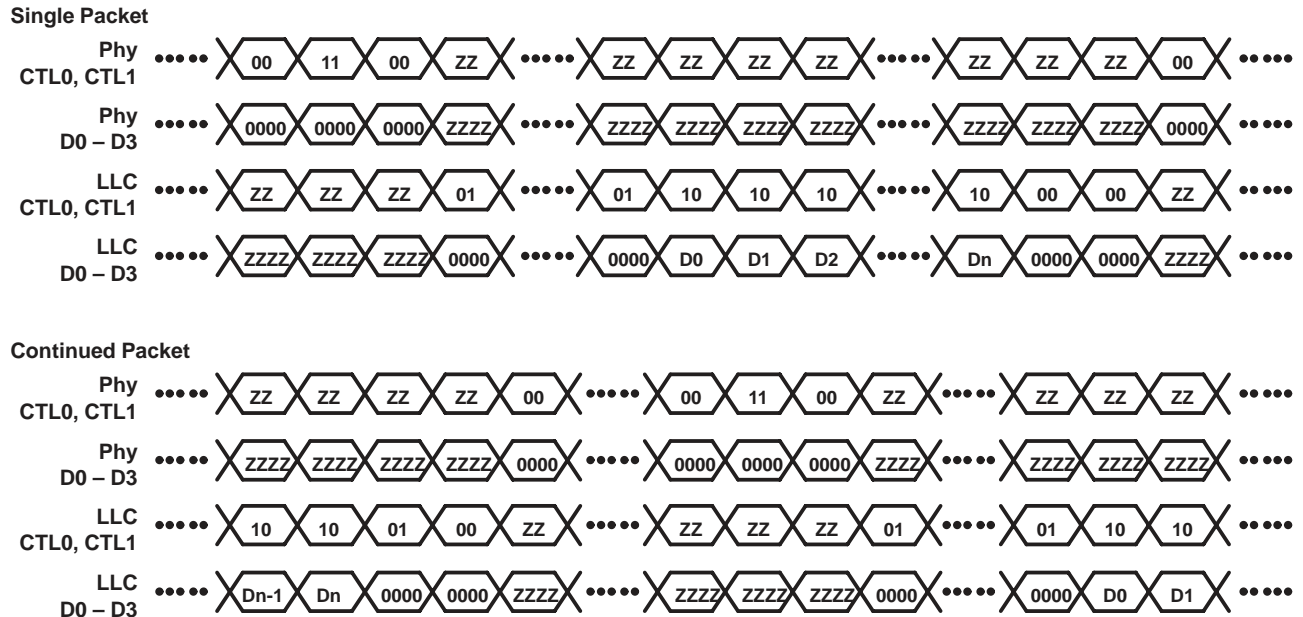 Single Packet
Phy
CTL0, CTL1
00 11 00 ZZ ZZ ZZ ZZ ZZ ZZ ZZ ZZ 00
Phy
D0 – D3
0000 0000 0000 ZZZZ ZZZZ ZZZZ ZZZZ ZZZZ ZZZZ ZZZZ ZZZZ 0000
LLC
CTL0, CTL1
ZZ ZZ ZZ 01 01 10 10 10 10 00 00 ZZ
LLC
D0 – D3
ZZZZ ZZZZ ZZZZ 0000 0000 D0 D1 D2 Dn 0000 0000 ZZZZ
Continued Packet
Phy
CTL0, CTL1
ZZ ZZ ZZ ZZ 00 00 11 00 ZZ ZZ ZZ ZZ
Phy
D0 – D3
ZZZZ ZZZZ ZZZZ ZZZZ 0000 0000 0000 0000 ZZZZ ZZZZ ZZZZ ZZZZ
LLC
CTL0, CTL1
10 10 01 00 ZZ ZZ ZZ ZZ 01 01 10 10
LLC
D0 – D3
Dn-1 Dn 0000 0000 ZZZZ ZZZZ ZZZZ ZZZZ 0000 0000 D0 D1